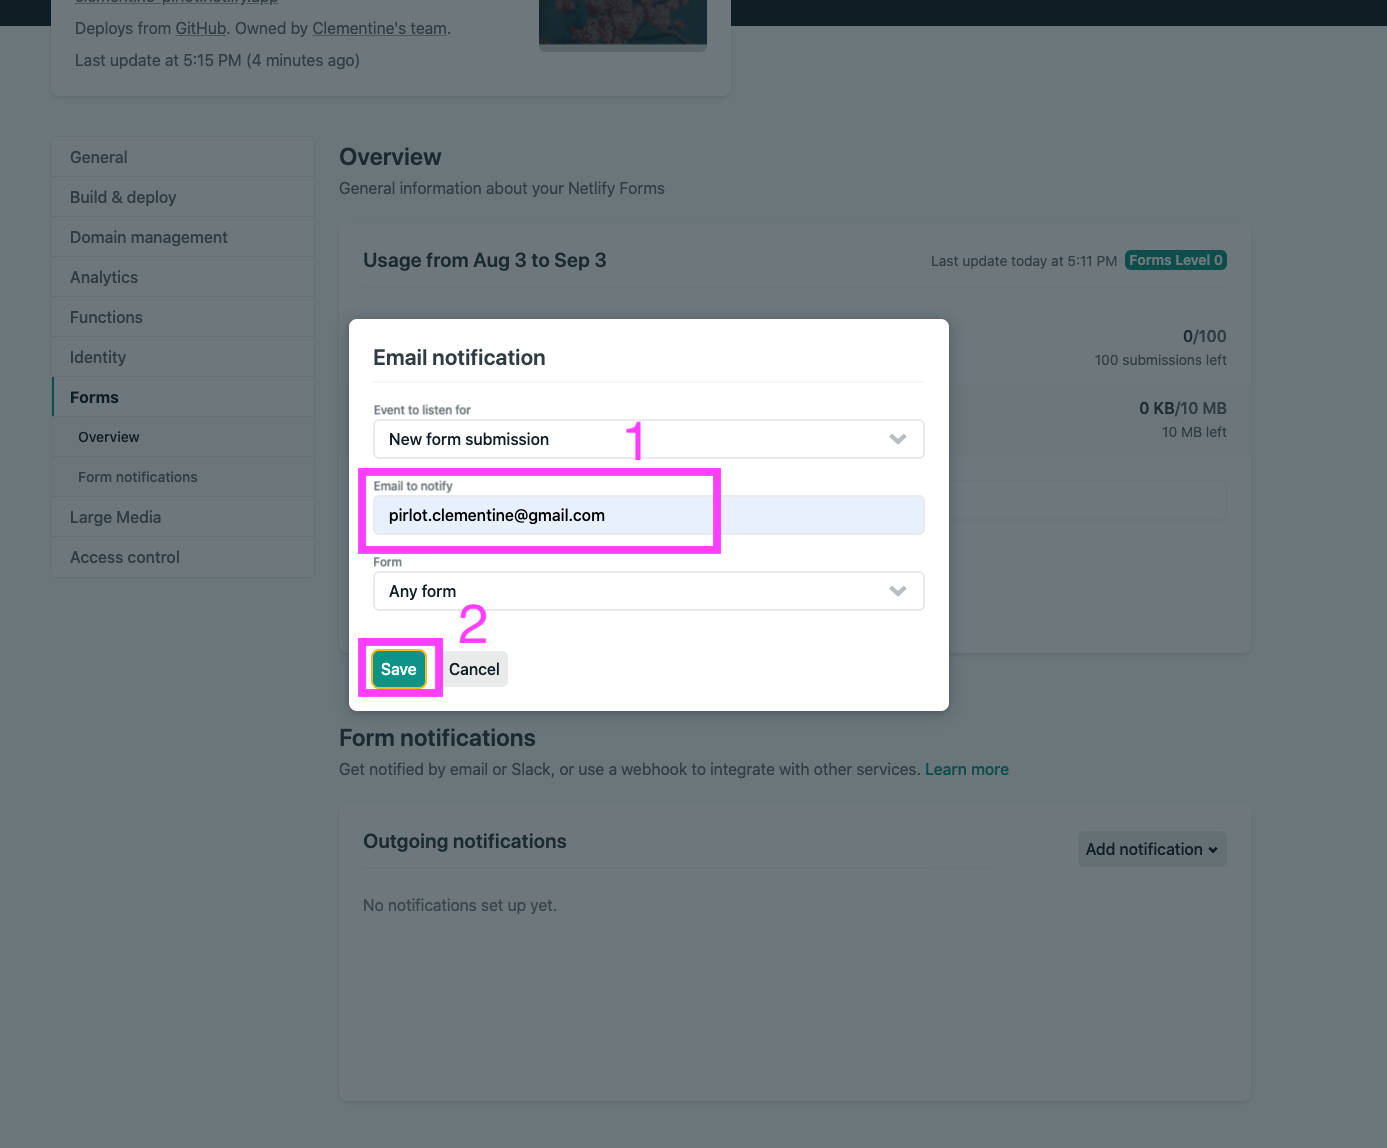 Deploys from GitHub. Owned by Clementine's team.
Last update at 5:15 PM (4 minutes ago)
General
Build & deploy
Domain management
Analytics
Functions
Identity
Forms
Overview
Form notifications
Large Media
Access control
Overview
General information about your Netlify Forms
Usage from Aug 3 to Sep 3
Last update today at 5:11 PM Forms Level 0
0/100
100 submissions left
0 KB/10 MB
10 MB left
Email notification
Event to listen for
New form submission
1
Email to notify
pirlot.clementine@gmail.com
Form
Any form
2
Save Cancel
Form notifications
Get notified by email or Slack, or use a webhook to integrate with other services. Learn more
Outgoing notifications
Add notification
No notifications set up yet.